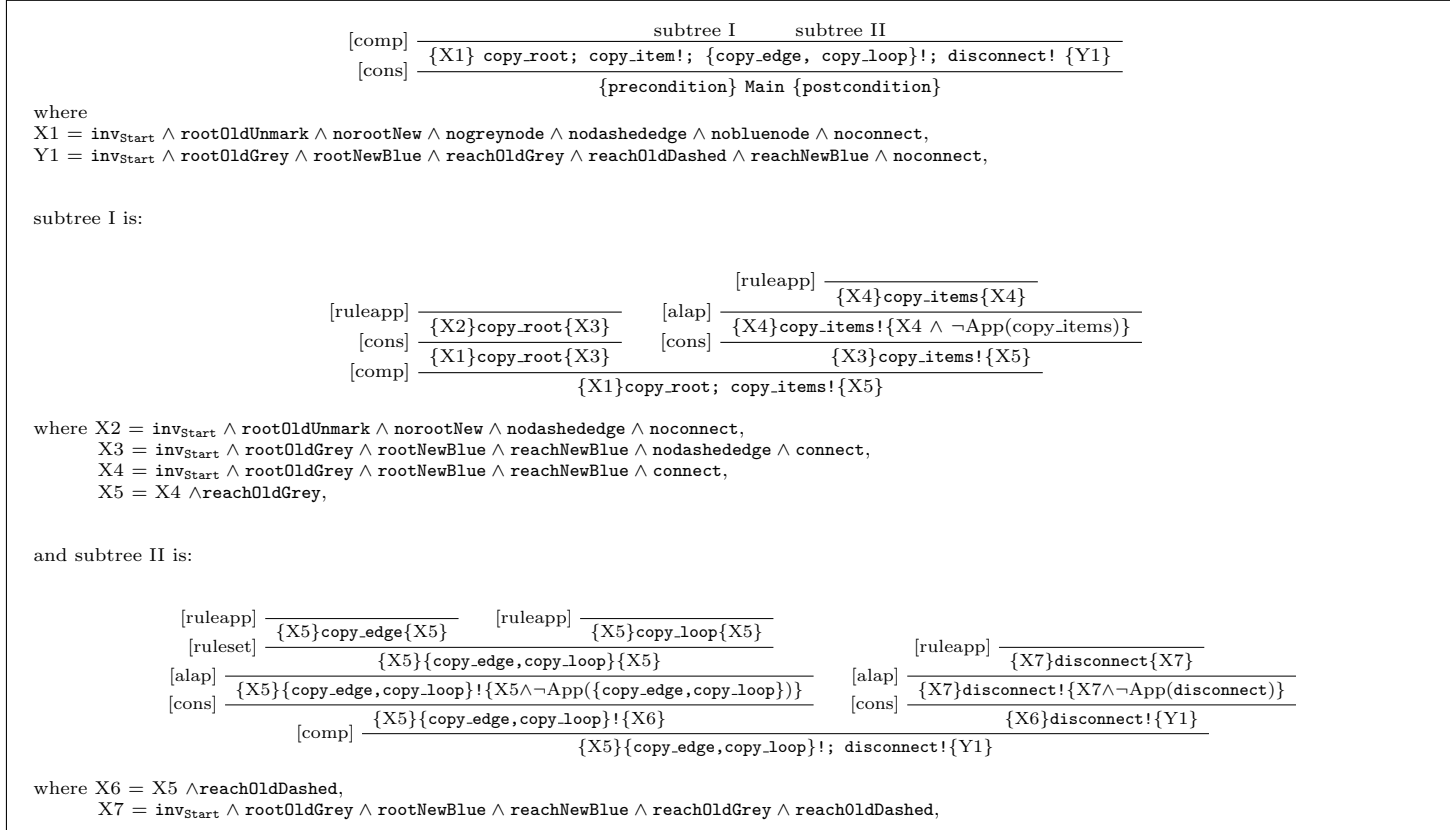 subtree I subtree II
[comp]
{X1} copy_root; copy_item!; {copy_edge, copy_loop}!; disconnect! {Y1}
[cons]
{precondition} Main {postcondition}
where
X1 = inv_Start ∧ rootOldUnmark ∧ norootNew ∧ nogreynode ∧ nodashededge ∧ nobluenode ∧ noconnect,
Y1 = inv_Start ∧ rootOldGrey ∧ rootNewBlue ∧ reachOldGrey ∧ reachOldDashed ∧ reachNewBlue ∧ noconnect,
subtree I is:
[ruleapp]
{X4}copy_items{X4}
[ruleapp] [alap]
{X2}copy_root{X3} {X4}copy_items!{X4 ∧ ¬App(copy_items)}
[cons] [cons]
{X1}copy_root{X3} {X3}copy_items!{X5}
[comp]
{X1}copy_root; copy_items!{X5}
where X2 = inv_Start ∧ rootOldUnmark ∧ norootNew ∧ nodashededge ∧ noconnect,
X3 = inv_Start ∧ rootOldGrey ∧ rootNewBlue ∧ reachNewBlue ∧ nodashededge ∧ connect,
X4 = inv_Start ∧ rootOldGrey ∧ rootNewBlue ∧ reachNewBlue ∧ connect,
X5 = X4 ∧reachOldGrey,
and subtree II is:
[ruleapp] [ruleapp]
{X5}copy_edge{X5} {X5}copy_loop{X5}
[ruleset] [ruleapp]
{X5}{copy_edge,copy_loop}{X5} {X7}disconnect{X7}
[alap] [alap]
{X5}{copy_edge,copy_loop}!{X5∧¬App({copy_edge,copy_loop})} {X7}disconnect!{X7∧¬App(disconnect)}
[cons] [cons]
{X5}{copy_edge,copy_loop}!{X6} {X6}disconnect!{Y1}
[comp]
{X5}{copy_edge,copy_loop}!; disconnect!{Y1}
where X6 = X5 ∧reachOldDashed,
X7 = inv_Start ∧ rootOldGrey ∧ rootNewBlue ∧ reachNewBlue ∧ reachOldGrey ∧ reachOldDashed,